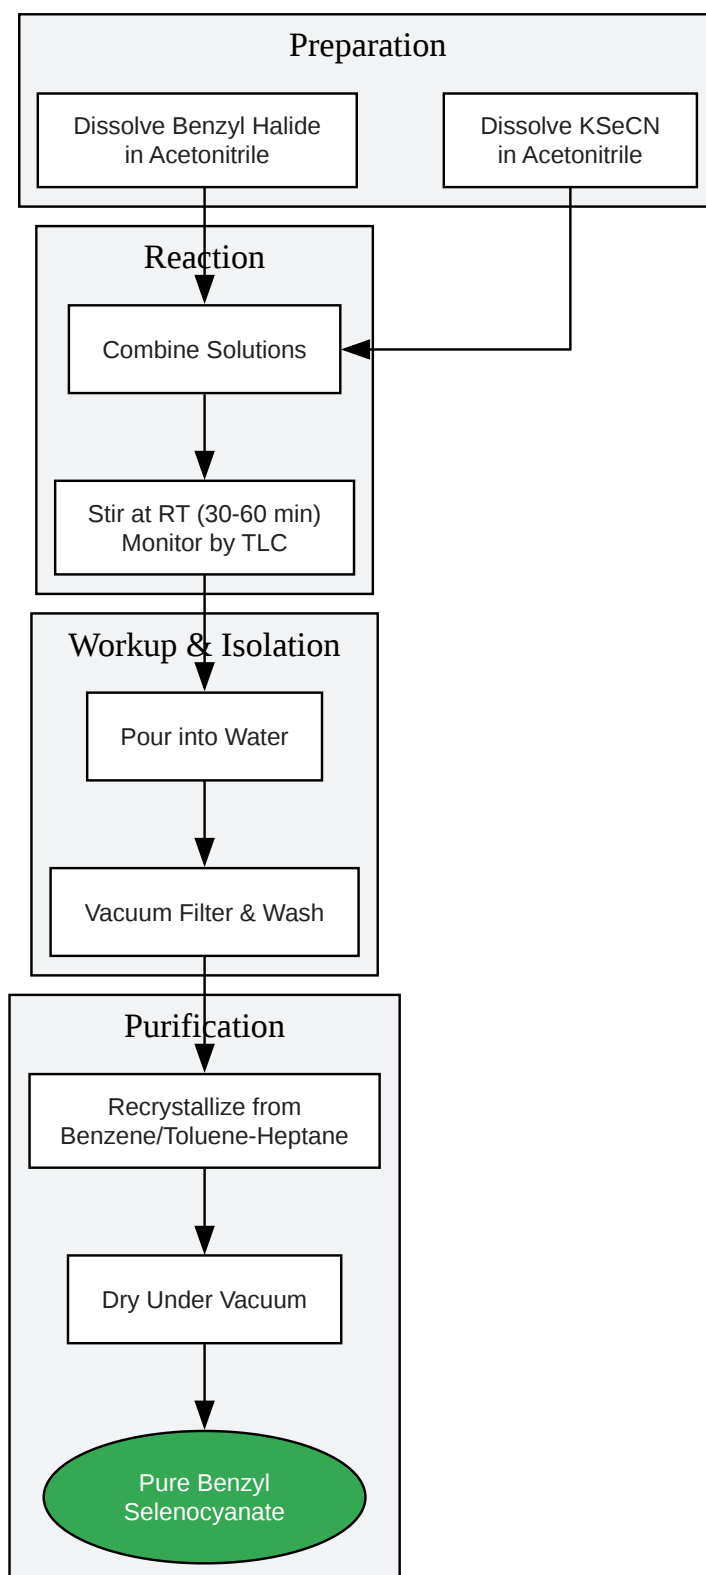 Preparation
Dissolve Benzyl Halide
in Acetonitrile
Dissolve KSeCN
in Acetonitrile
Reaction
Combine Solutions
Stir at RT (30-60 min)
Monitor by TLC
Workup & Isolation
Pour into Water
Vacuum Filter & Wash
Purification
Recrystallize from
Benzene/Toluene-Heptane
Dry Under Vacuum
Pure Benzyl
Selenocyanate